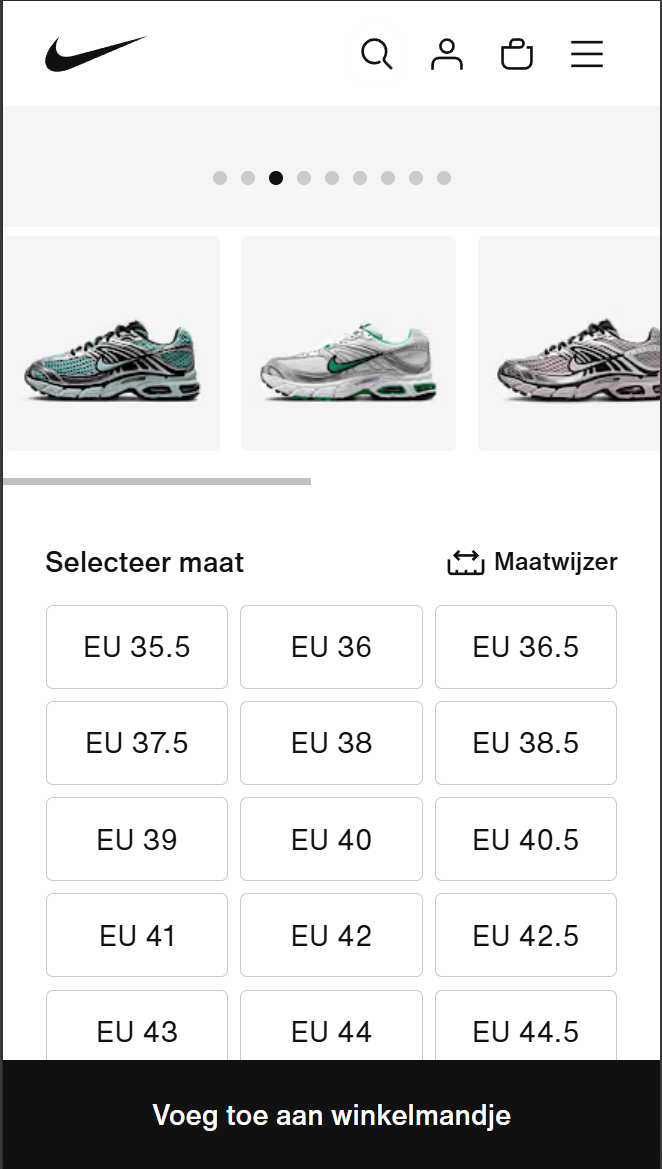 Selecteer maat
Maatwijzer
EU 35.5
EU 36
EU 36.5
EU 37.5
EU 38
EU 38.5
EU 39
EU 40
EU 40.5
EU 41
EU 42
EU 42.5
EU 43
EU 44
EU 44.5
Voeg toe aan winkelmandje